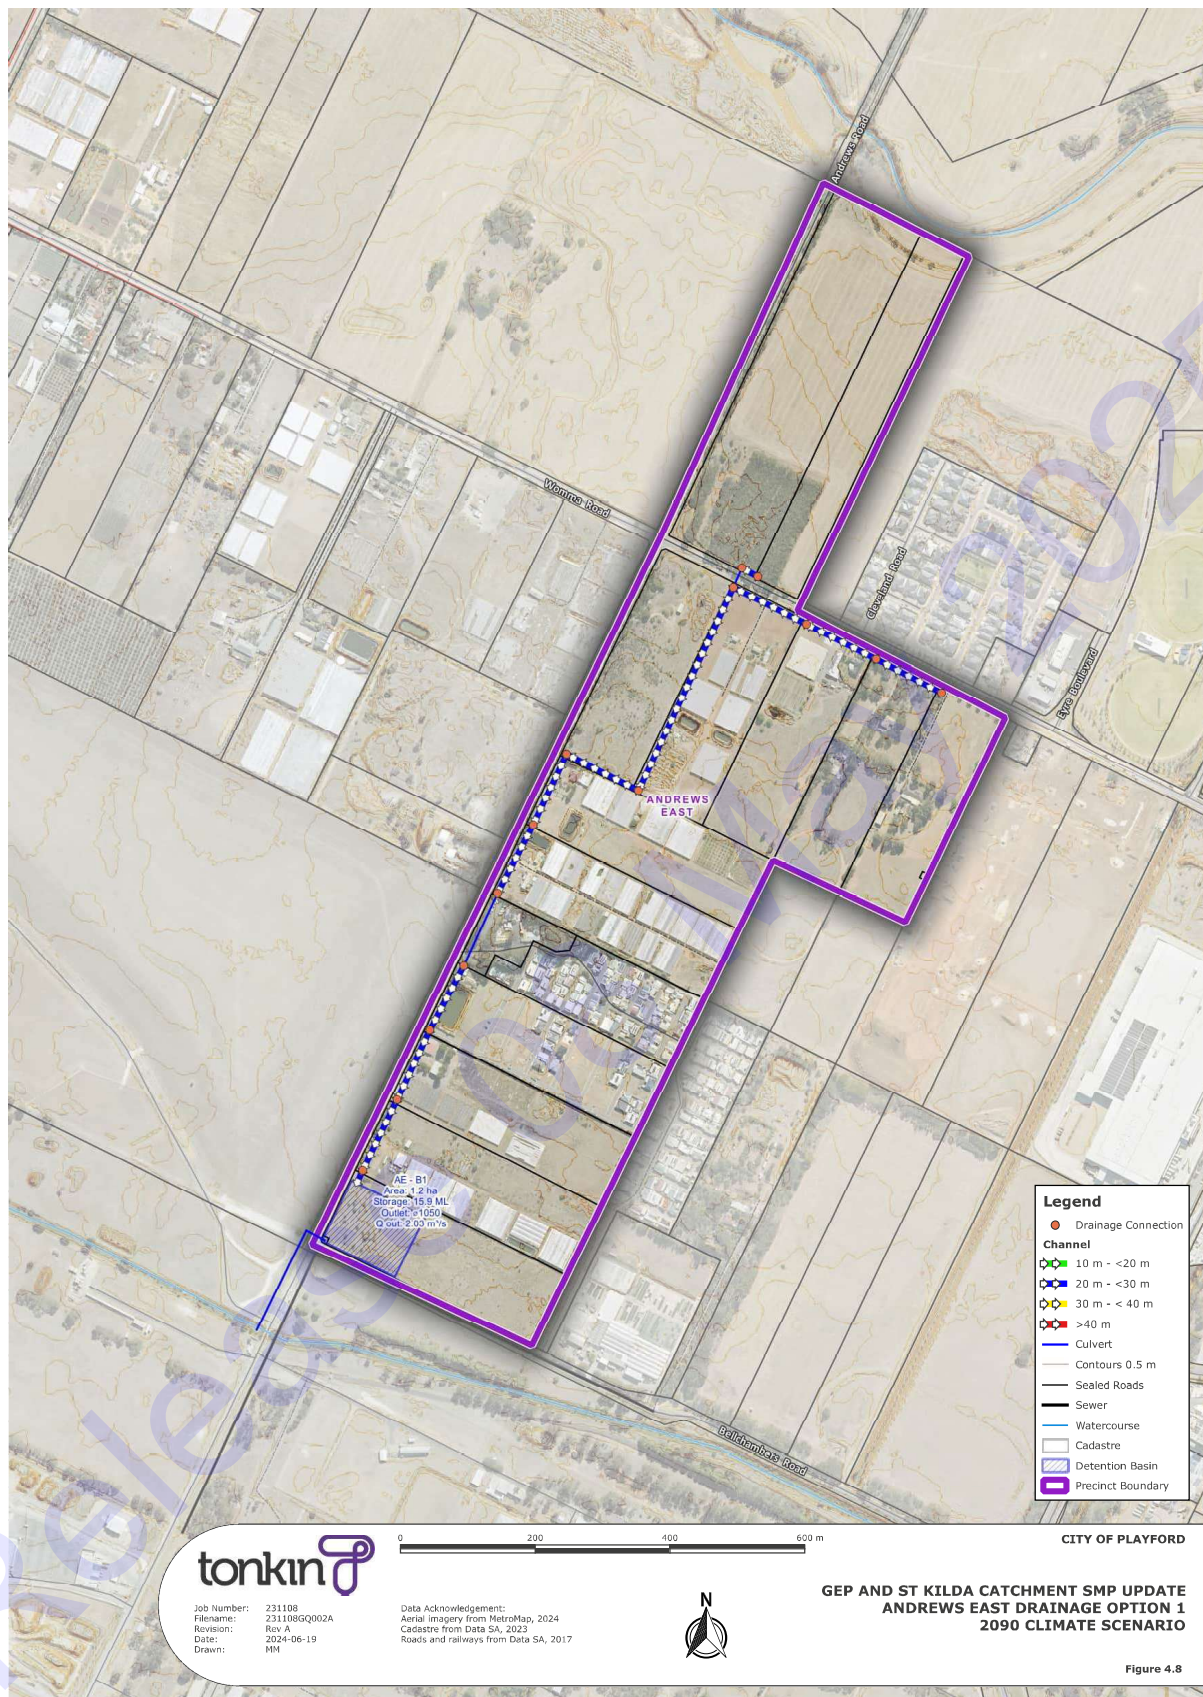 Andrews Road
Womma Road
Cleveland Road
Eyre Boulevard
ANDREWS
EAST
AE - B1
Area: 1.2 ha
Storage: 15.9 ML
Outlet: ⌀1050
Q out: 2.03 m³/s
Bellchambers Road
Legend
Drainage Connection
Channel
10 m - <20 m
20 m - <30 m
30 m - < 40 m
>40 m
Culvert
Contours 0.5 m
Sealed Roads
Sewer
Watercourse
Cadastre
Detention Basin
Precinct Boundary
tonkin
0 200 400 600 m
CITY OF PLAYFORD
GEP AND ST KILDA CATCHMENT SMP UPDATE
ANDREWS EAST DRAINAGE OPTION 1
2090 CLIMATE SCENARIO
Job Number: 231108
Filename: 231108GQ002A
Revision: Rev A
Date: 2024-06-19
Drawn: MM
Data Acknowledgement:
Aerial imagery from MetroMap, 2024
Cadastre from Data SA, 2023
Roads and railways from Data SA, 2017
N
Figure 4.8